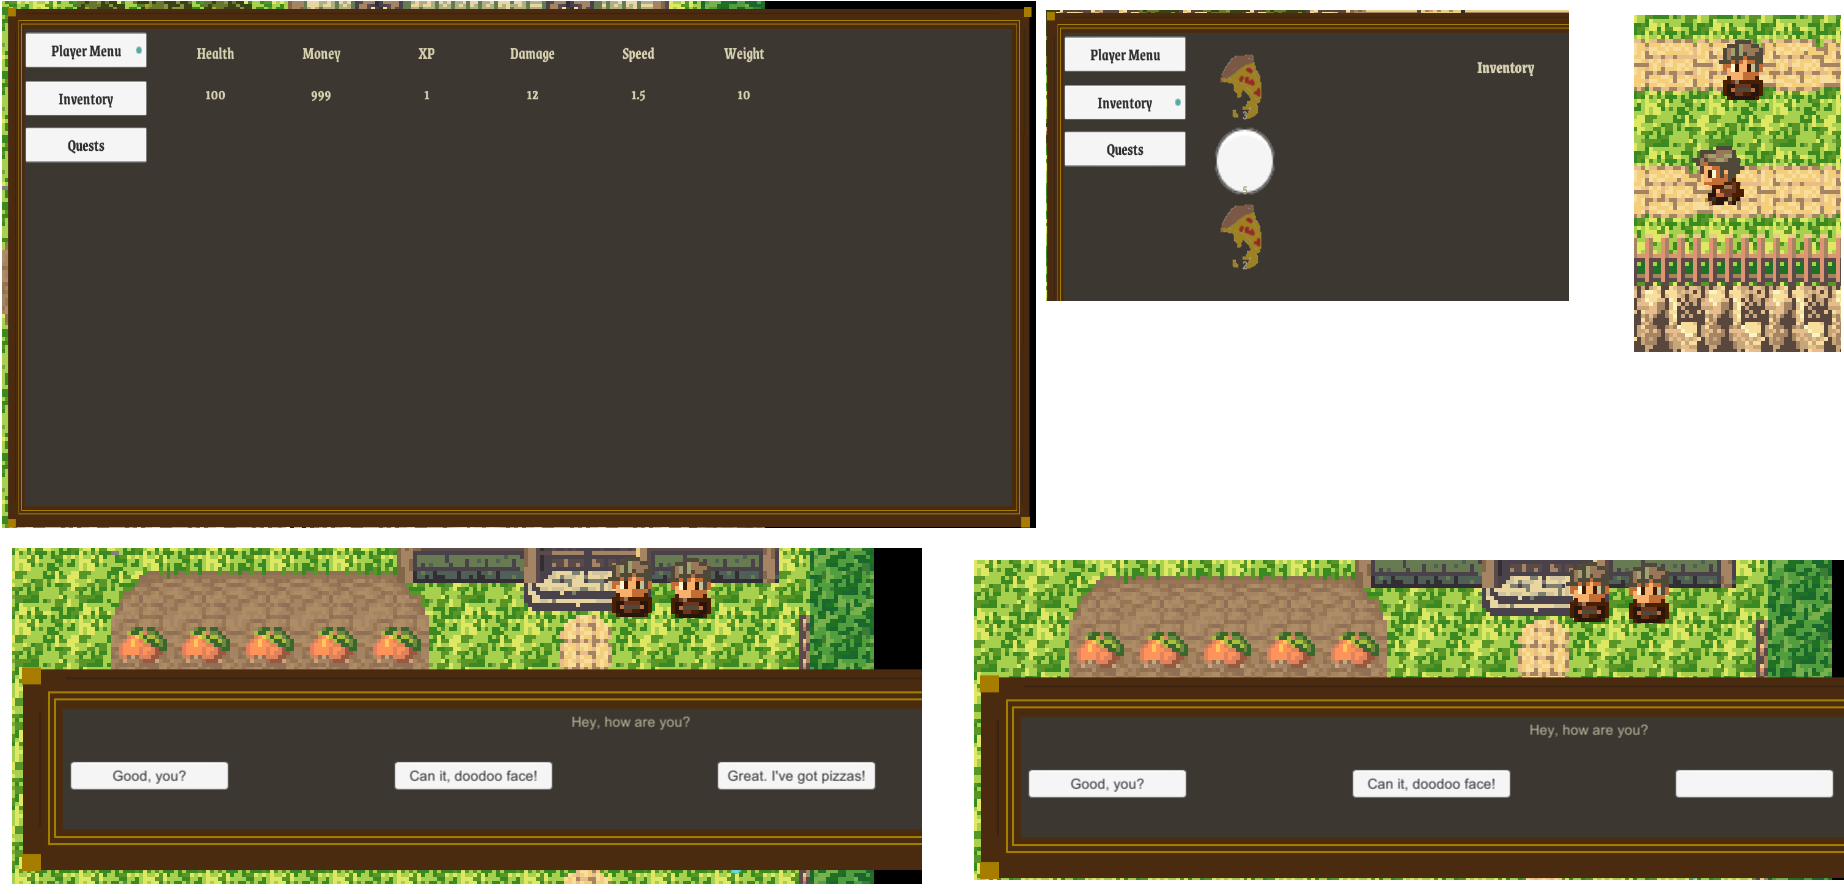 Player Menu
Health Money XP Damage Speed Weight
100 999 1 12 1.5 10
Inventory
Quests
Player Menu
Inventory
Inventory
Quests
3
5
2
Hey, how are you?
Good, you? Can it, doodoo face! Great. I've got pizzas!
Hey, how are you?
Good, you? Can it, doodoo face!